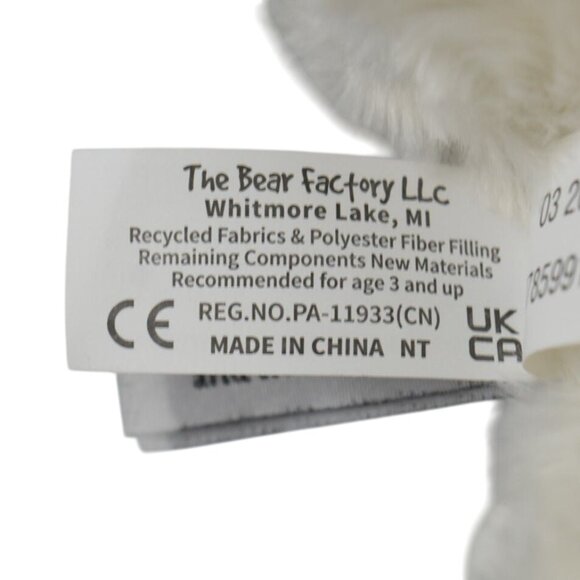 The Bear Factory LLC
Whitmore Lake, MI
Recycled Fabrics & Polyester Fiber Filling
Remaining Components New Materials
Recommended for age 3 and up
CE
REG.NO.PA-11933(CN)
MADE IN CHINA NT
UK
CA
03